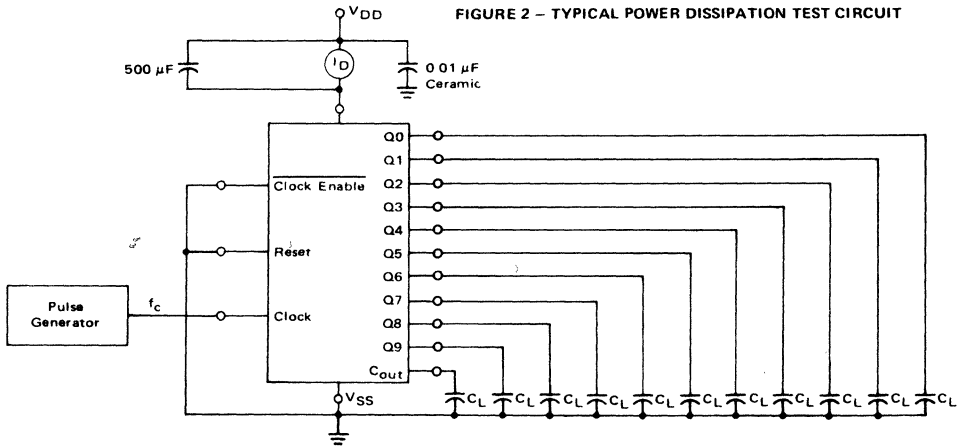 FIGURE 2 – TYPICAL POWER DISSIPATION TEST CIRCUIT
VDD
500 µF
ID
0 01 µF
Ceramic
Clock Enable
Reset
Clock
Pulse
Generator
fc
Q0
Q1
Q2
Q3
Q4
Q5
Q6
Q7
Q8
Q9
Cout
VSS
CL CL CL CL CL CL CL CL CL CL CL